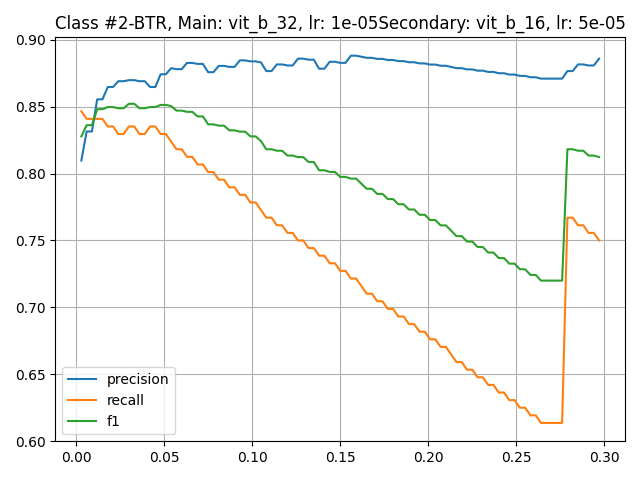 Class #2-BTR, Main: vit_b_32, lr: 1e-05Secondary: vit_b_16, lr: 5e-05
0.90
0.85
0.80
0.75
0.70
0.65
0.60
precision
recall
f1
0.00 0.05 0.10 0.15 0.20 0.25 0.30